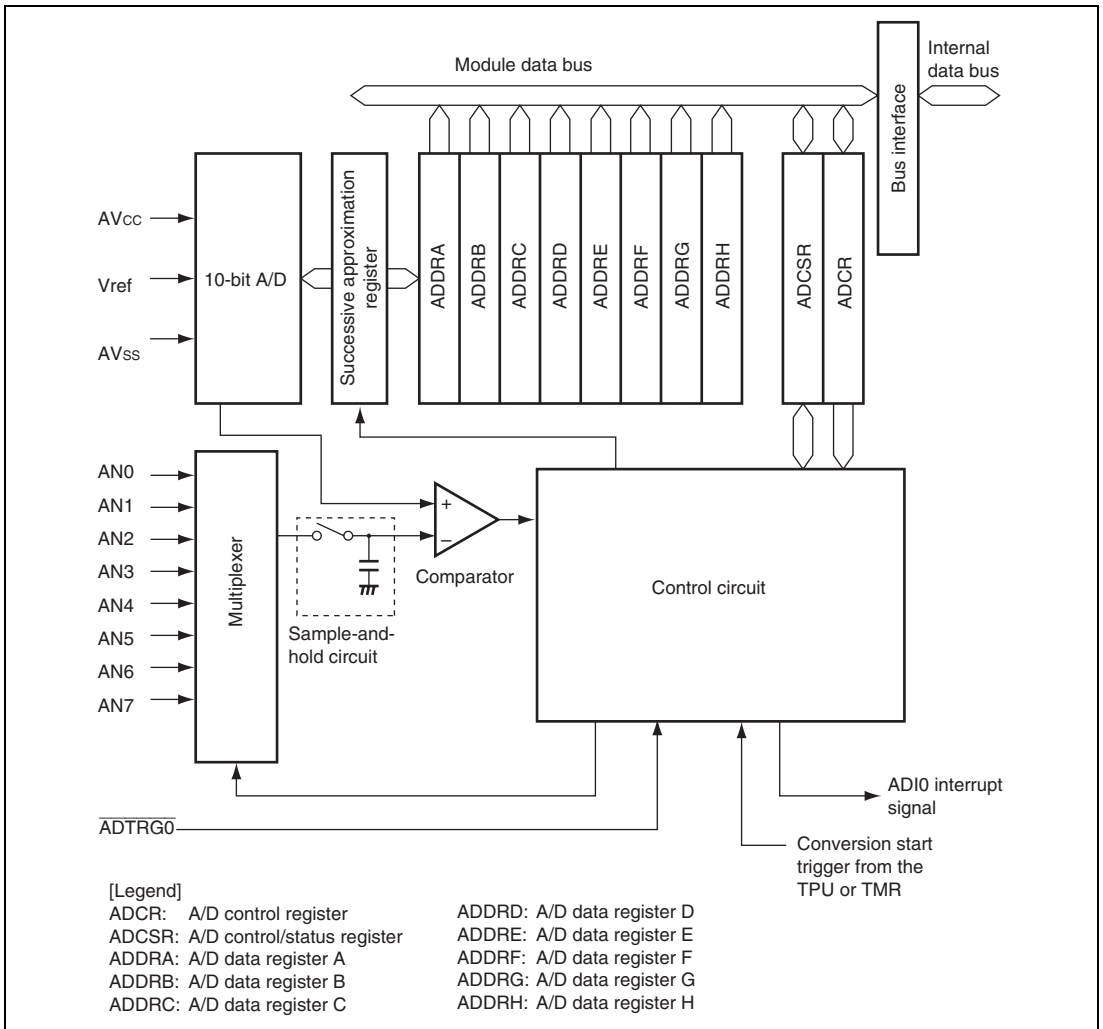 Module data bus
Internal
data bus
Bus interface
AVCC
Vref
AVSS
10-bit A/D
Successive approximation
register
ADDRA
ADDRB
ADDRC
ADDRD
ADDRE
ADDRF
ADDRG
ADDRH
ADCSR
ADCR
AN0
AN1
AN2
AN3
AN4
AN5
AN6
AN7
Multiplexer
+
−
Comparator
Sample-and-
hold circuit
Control circuit
ADI0 interrupt
signal
ADTRG0
Conversion start
trigger from the
TPU or TMR
[Legend]
ADCR: A/D control register
ADCSR: A/D control/status register
ADDRA: A/D data register A
ADDRB: A/D data register B
ADDRC: A/D data register C
ADDRD: A/D data register D
ADDRE: A/D data register E
ADDRF: A/D data register F
ADDRG: A/D data register G
ADDRH: A/D data register H